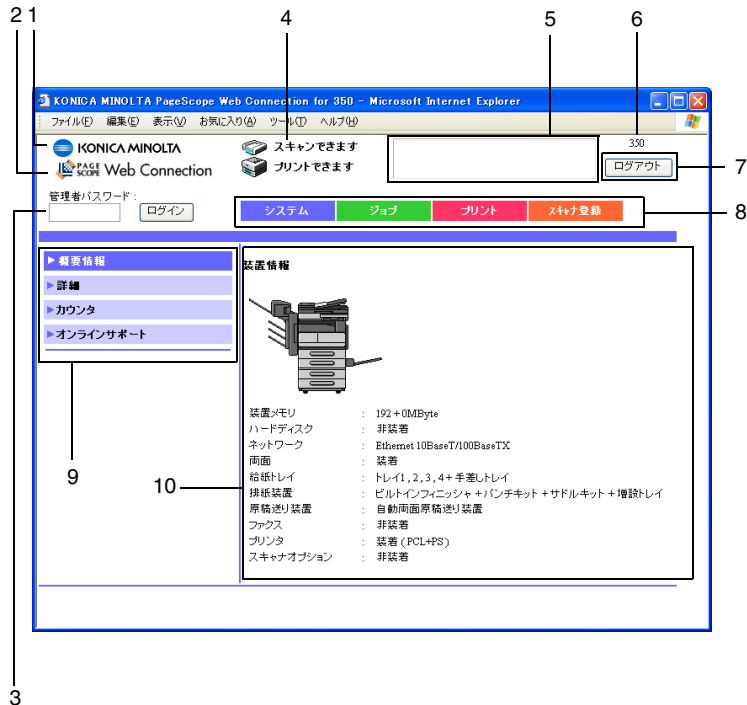 2 1 4 5 6
KONICA MINOLTA PageScope Web Connection for 350 - Microsoft Internet Explorer
ファイル(F) 編集(E) 表示(V) お気に入り(A) ツール(T) ヘルプ(H)
KONICA MINOLTA スキャンできます 350
PAGE SCOPE Web Connection プリントできます ログアウト 7
管理者パスワード :
ログイン システム ジョブ プリント スキャナ登録 8
概要情報
詳細
カウンタ
オンラインサポート
9
装置情報
装置メモリ : 192+0MByte
ハードディスク : 非装着
ネットワーク : Ethernet 10BaseT/100BaseTX
両面 : 装着
給紙トレイ : トレイ1,2,3,4+手差しトレイ
排紙装置 : ビルトインフィニッシャ+パンチキット+サドルキット+増設トレイ
原稿送り装置 : 自動両面原稿送り装置
ファクス : 非装着
プリンタ : 装着(PCL+PS)
スキャナオプション : 非装着
10
3